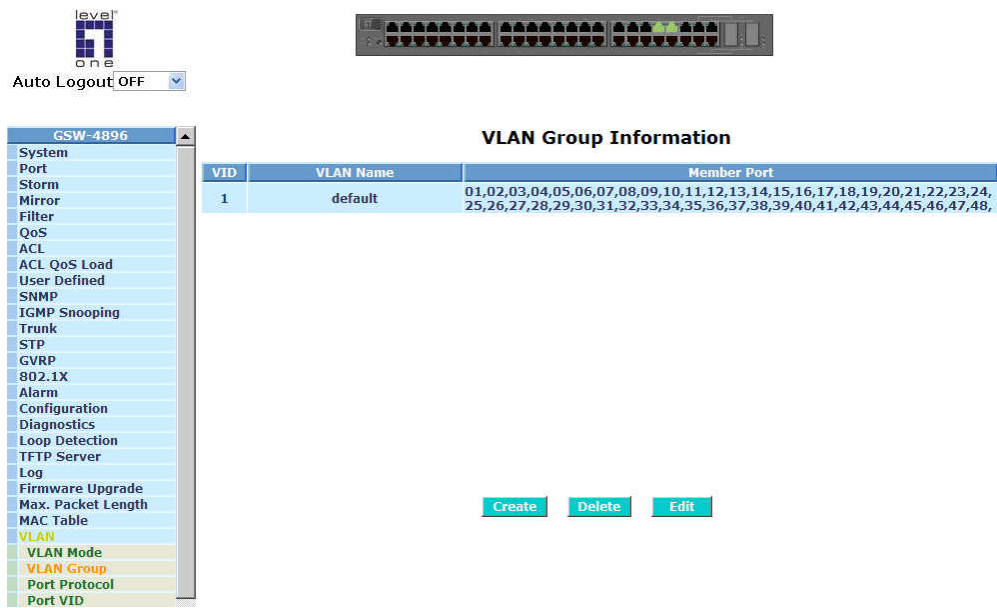 level
one
Auto Logout OFF
GSW-4896
System
Port
Storm
Mirror
Filter
QoS
ACL
ACL QoS Load
User Defined
SNMP
IGMP Snooping
Trunk
STP
GVRP
802.1X
Alarm
Configuration
Diagnostics
Loop Detection
TFTP Server
Log
Firmware Upgrade
Max. Packet Length
MAC Table
VLAN
VLAN Mode
VLAN Group
Port Protocol
Port VID
VLAN Group Information
VID VLAN Name Member Port
1 default 01,02,03,04,05,06,07,08,09,10,11,12,13,14,15,16,17,18,19,20,21,22,23,24,
25,26,27,28,29,30,31,32,33,34,35,36,37,38,39,40,41,42,43,44,45,46,47,48,
Create Delete Edit